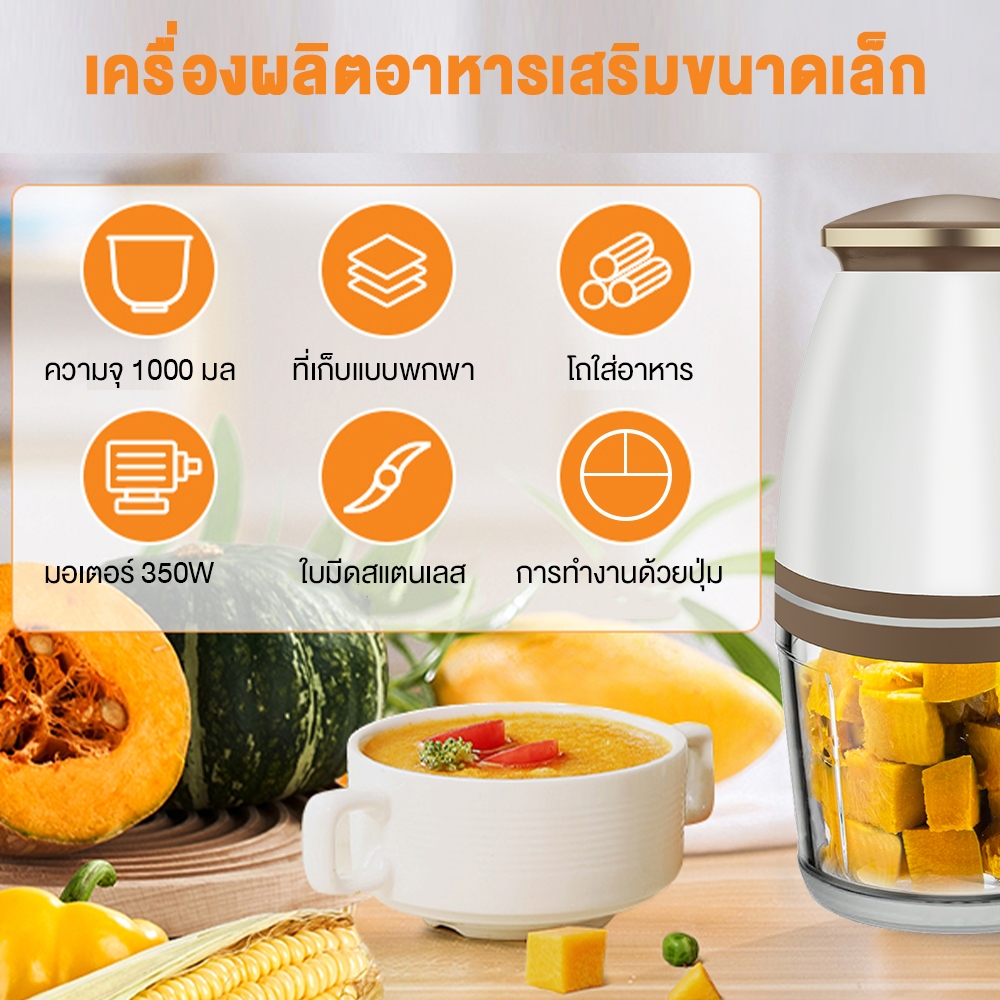 เครื่องผลิตอาหารเสริมขนาดเล็ก
ความจุ 1000 มล
ที่เก็บแบบพกพา
โถใส่อาหาร
มอเตอร์ 350W
ใบมีดสแตนเลส
การทำงานด้วยปุ่ม